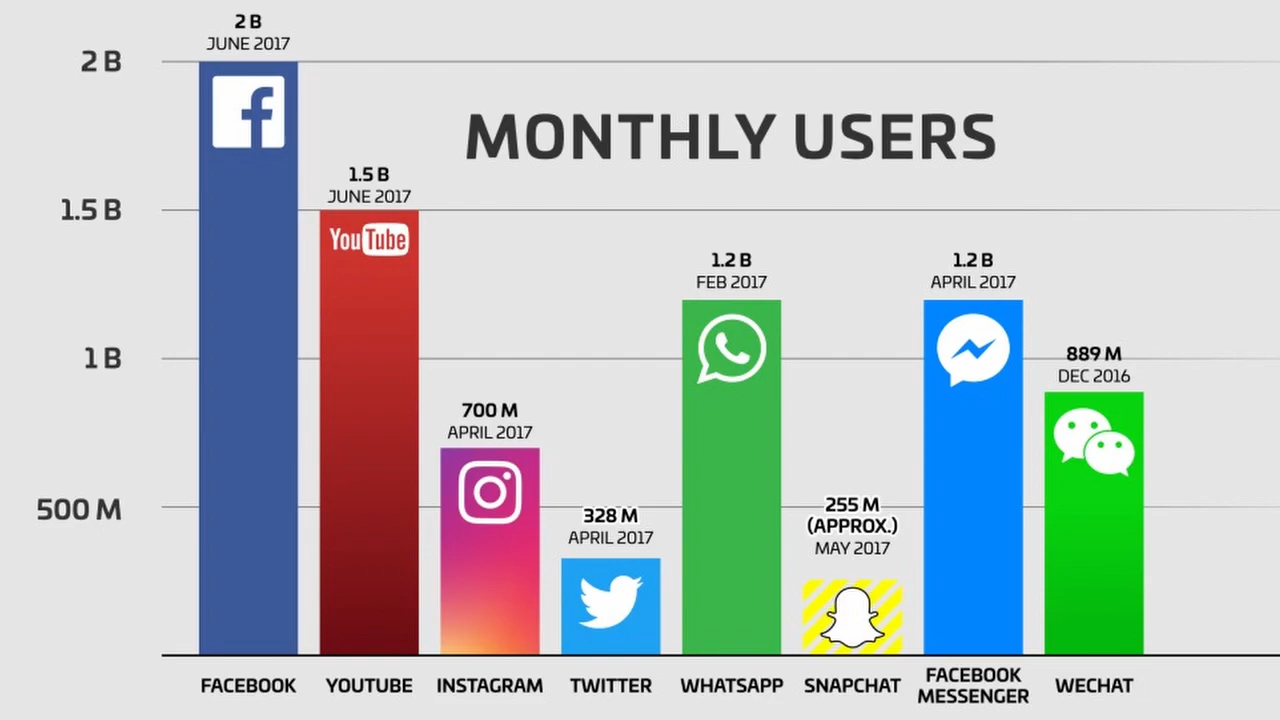 2 B
JUNE 2017
2 B
MONTHLY USERS
1.5 B
JUNE 2017
1.5 B
YouTube
1.2 B
FEB 2017
1.2 B
APRIL 2017
1 B
889 M
DEC 2016
700 M
APRIL 2017
500 M
328 M
APRIL 2017
255 M
(APPROX.)
MAY 2017
FACEBOOK
YOUTUBE
INSTAGRAM
TWITTER
WHATSAPP
SNAPCHAT
FACEBOOK
MESSENGER
WECHAT